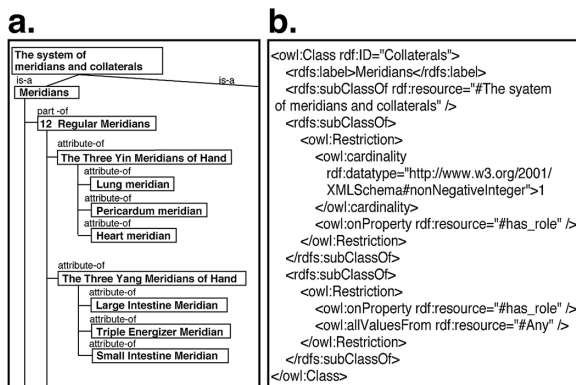 a.
The system of
meridians and collaterals
is-a
is-a
Meridians
part -of
12 Regular Meridians
attribute-of
The Three Yin Meridians of Hand
attribute-of
Lung meridian
attribute-of
Pericardum meridian
attribute-of
Heart meridian
attribute-of
The Three Yang Meridians of Hand
attribute-of
Large Intestine Meridian
attribute-of
Triple Energizer Meridian
attribute-of
Small Intestine Meridian
b.
<owl:Class rdf:ID="Collaterals">
<rdfs:label>Meridians</rdfs:label>
<rdfs:subClassOf rdf:resource="#The system
of meridians and collaterals" />
<rdfs:subClassOf>
<owl:Restriction>
<owl:cardinality
rdf:datatype="http://www.w3.org/2001/
XMLSchema#nonNegativeInteger">1
</owl:cardinality>
<owl:onProperty rdf:resource="#has_role" />
</owl:Restriction>
</rdfs:subClassOf>
<rdfs:subClassOf>
<owl:Restriction>
<owl:onProperty rdf:resource="#has_role" />
<owl:allValuesFrom rdf:resource="#Any" />
</owl:Restriction>
</rdfs:subClassOf>
</owl:Class>